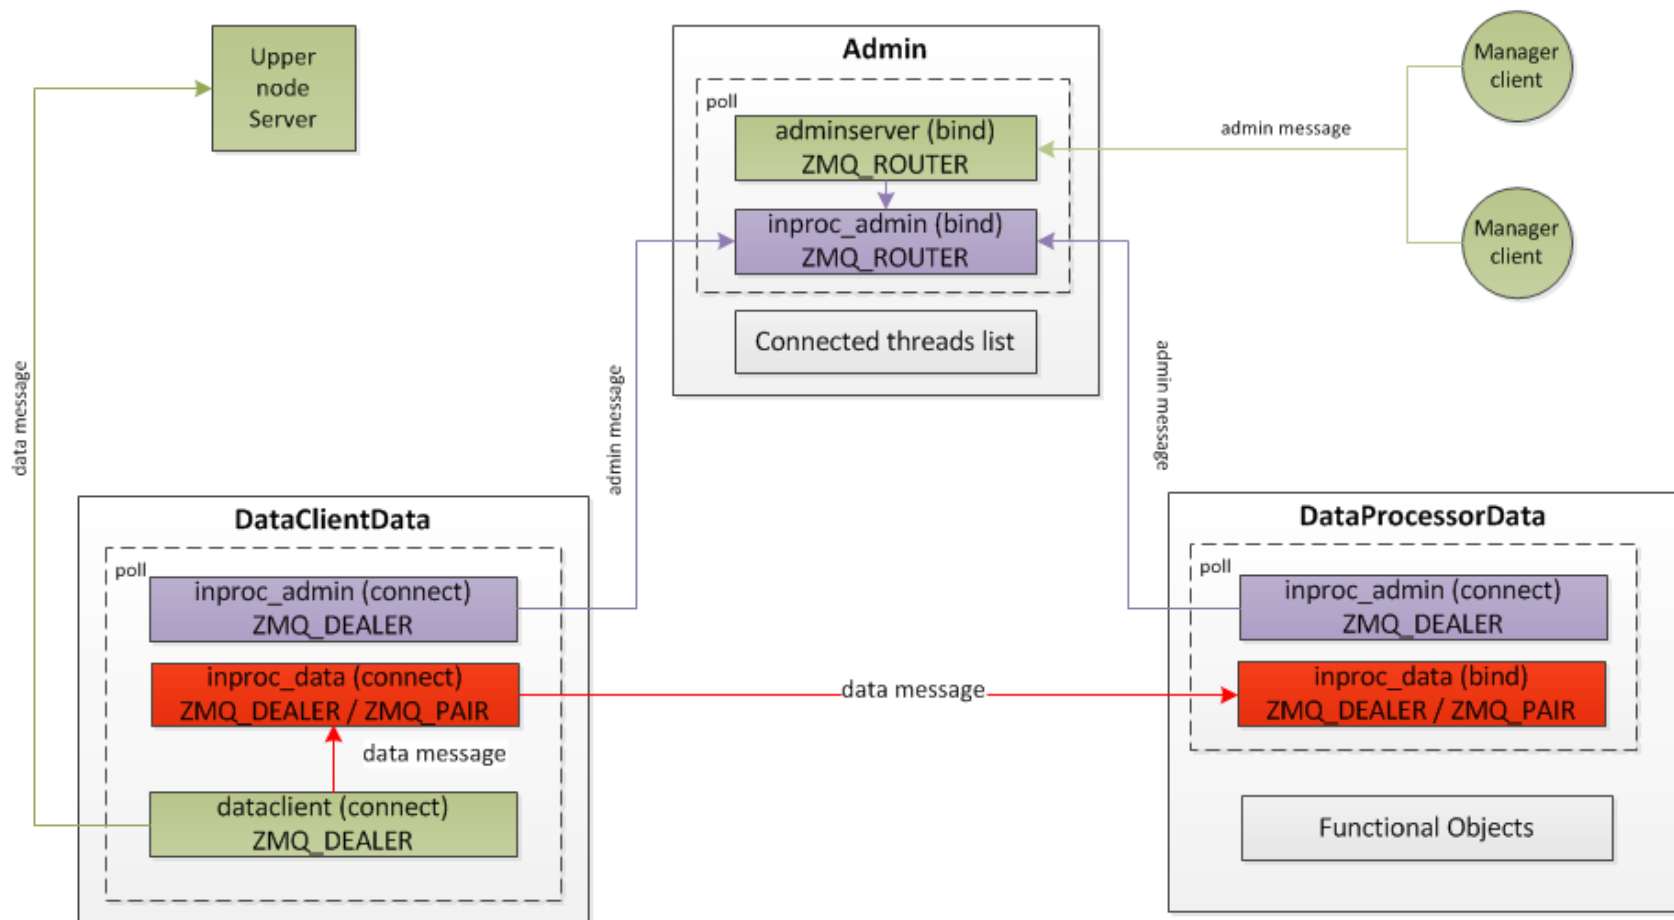 Upper
node
Server
Admin
poll
adminserver (bind)
ZMQ_ROUTER
inproc_admin (bind)
ZMQ_ROUTER
Connected threads list
admin message
Manager
client
Manager
client
data message
admin message
admin message
DataClientData
poll
inproc_admin (connect)
ZMQ_DEALER
inproc_data (connect)
ZMQ_DEALER / ZMQ_PAIR
data message
dataclient (connect)
ZMQ_DEALER
data message
DataProcessorData
poll
inproc_admin (connect)
ZMQ_DEALER
inproc_data (bind)
ZMQ_DEALER / ZMQ_PAIR
Functional Objects